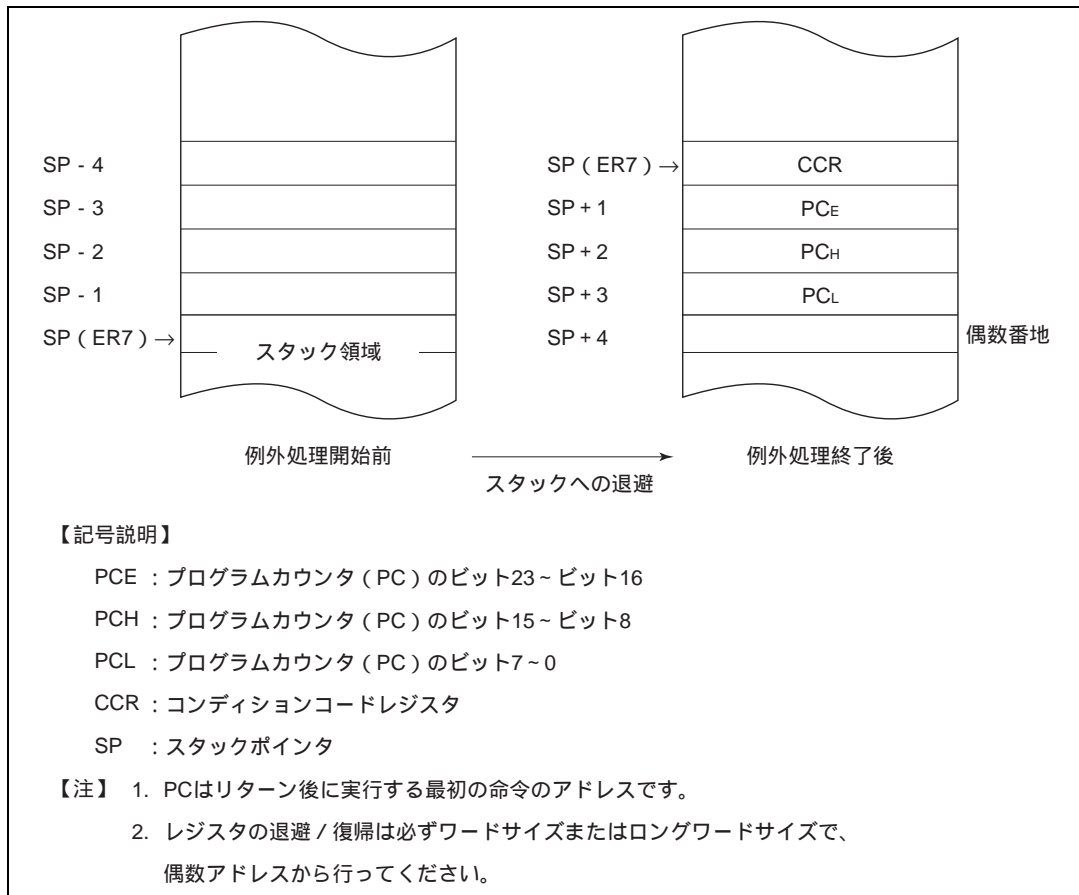 SP - 4
SP - 3
SP - 2
SP - 1
SP ( ER7 ) →
スタック領域
SP ( ER7 ) →
SP + 1
SP + 2
SP + 3
SP + 4
CCR
PCE
PCH
PCL
偶数番地
例外処理開始前
スタックへの退避
例外処理終了後
【記号説明】
PCE : プログラムカウンタ ( PC ) のビット23 ~ ビット16
PCH : プログラムカウンタ ( PC ) のビット15 ~ ビット8
PCL : プログラムカウンタ ( PC ) のビット7 ~ 0
CCR : コンディションコードレジスタ
SP : スタックポインタ
【注】 1. PCはリターン後に実行する最初の命令のアドレスです。
2. レジスタの退避 / 復帰は必ずワードサイズまたはロングワードサイズで、
偶数アドレスから行ってください。